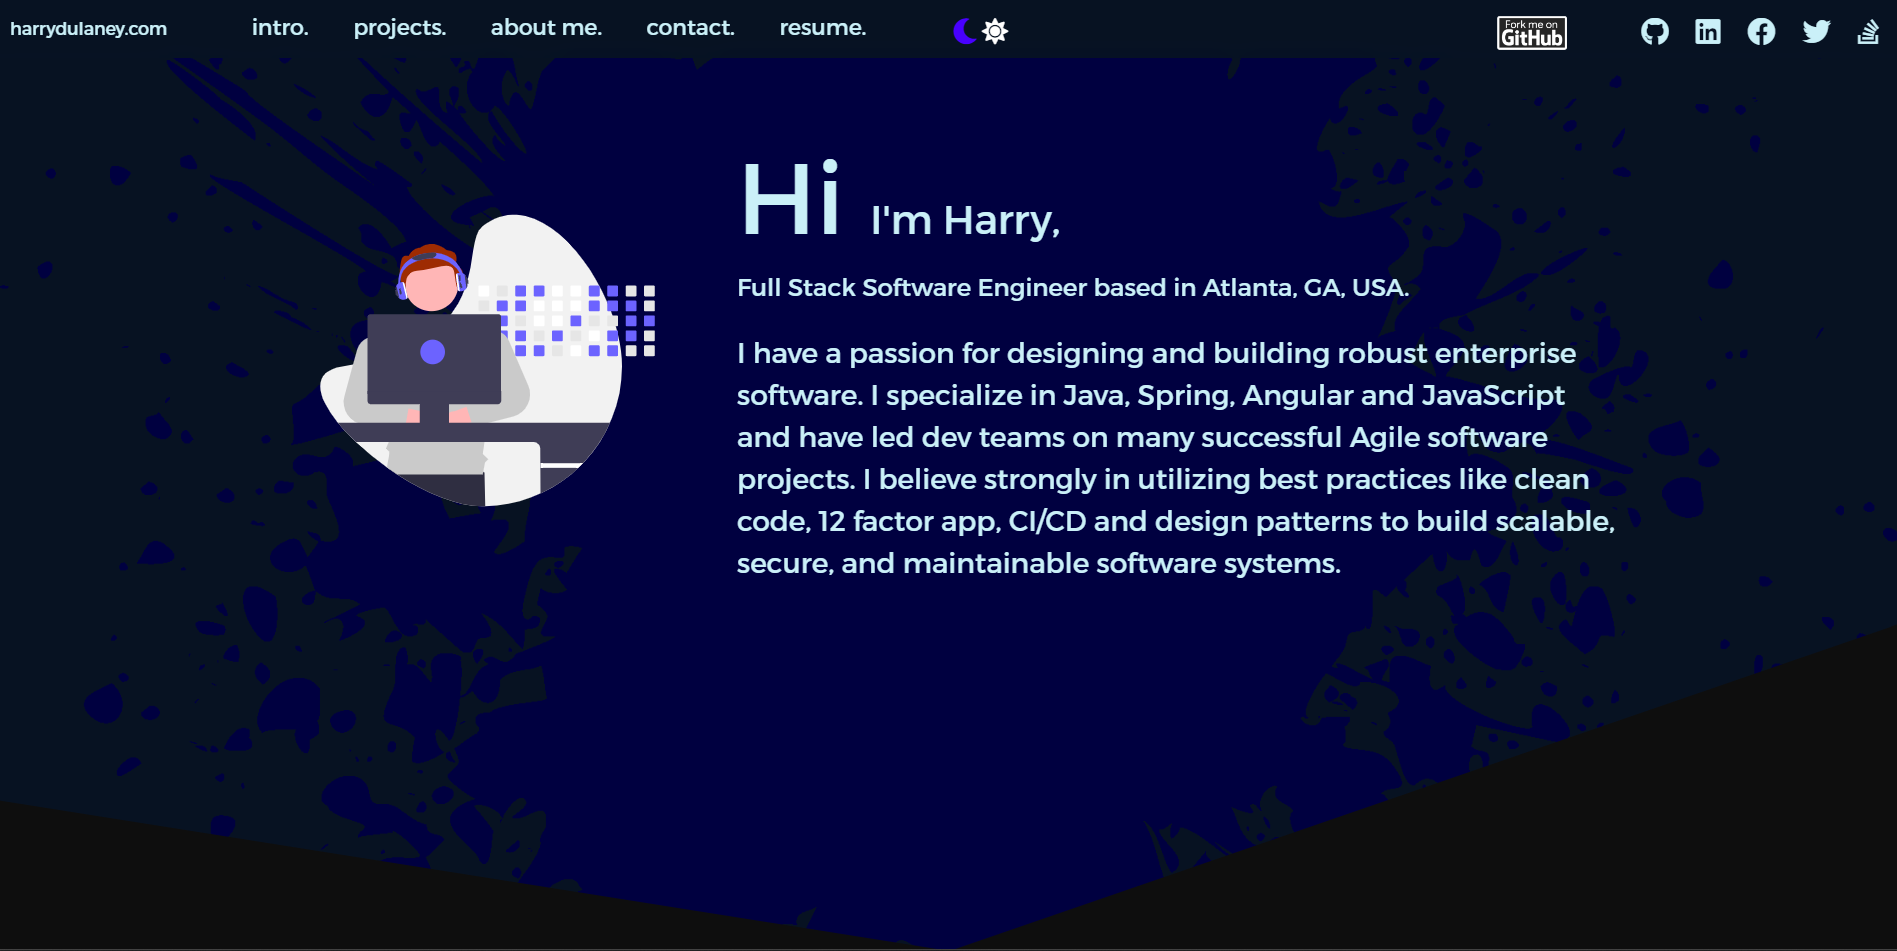 harrydulaney.com
intro. projects. about me. contact. resume.
Fork me on
GitHub
Hi I'm Harry,
Full Stack Software Engineer based in Atlanta, GA, USA.
I have a passion for designing and building robust enterprise
software. I specialize in Java, Spring, Angular and JavaScript
and have led dev teams on many successful Agile software
projects. I believe strongly in utilizing best practices like clean
code, 12 factor app, CI/CD and design patterns to build scalable,
secure, and maintainable software systems.